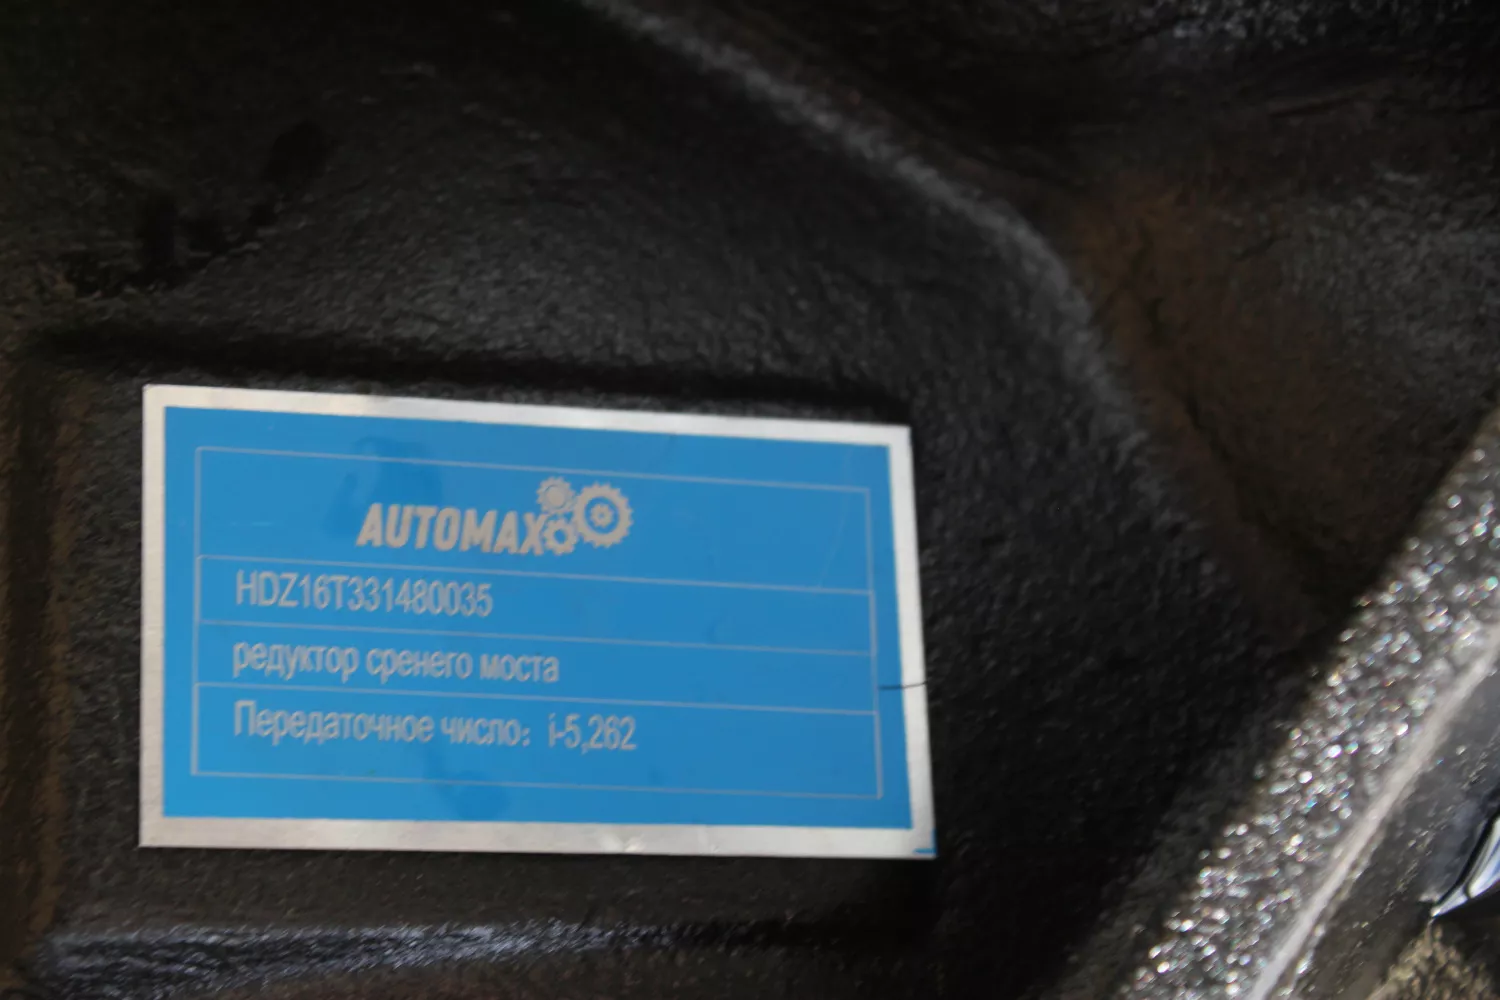 AUTOMAX
HDZ16T331480035
редуктор сренего моста
Передаточное число: i-5,262